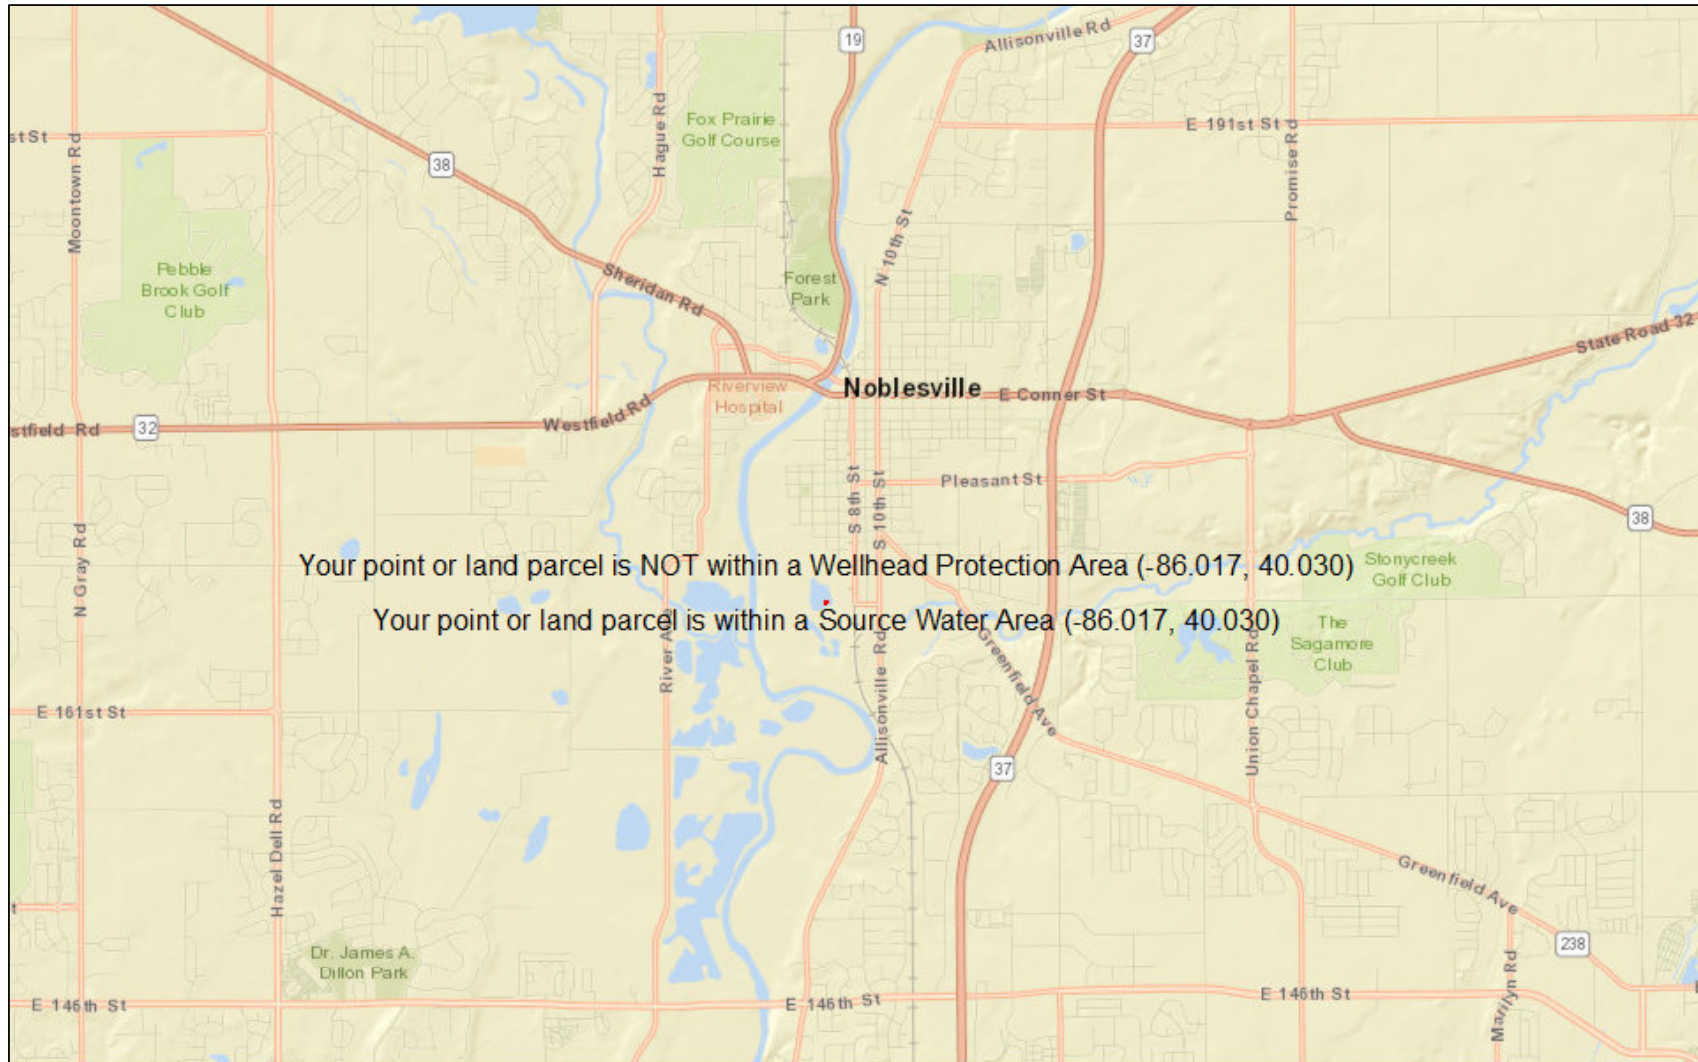 19
Allisonville Rd
37
Fox Prairie
Golf Course
E 191st St
st St
Moontown Rd
Hague Rd
38
Promise Rd
N 10th St
Pebble
Brook Golf
Club
Sheridan Rd
Forest
Park
State Road 32
Riverview
Hospital
Noblesville
E Conner St
stfield Rd
32
Westfield Rd
S 8th St
S 10th St
Pleasant St
38
N Gray Rd
Your point or land parcel is NOT within a Wellhead Protection Area (-86.017, 40.030)
Stonycreek
Golf Club
Your point or land parcel is within a Source Water Area (-86.017, 40.030)
The
Sagamore
Club
River Ave
Allisonville Rd
Greenfield Ave
Union Chapel Rd
E 161st St
37
Hazel Dell Rd
Greenfield Ave
t
Dr. James A.
Dillon Park
238
Marilyn Rd
E 146th St
E 146th St
E 146th St